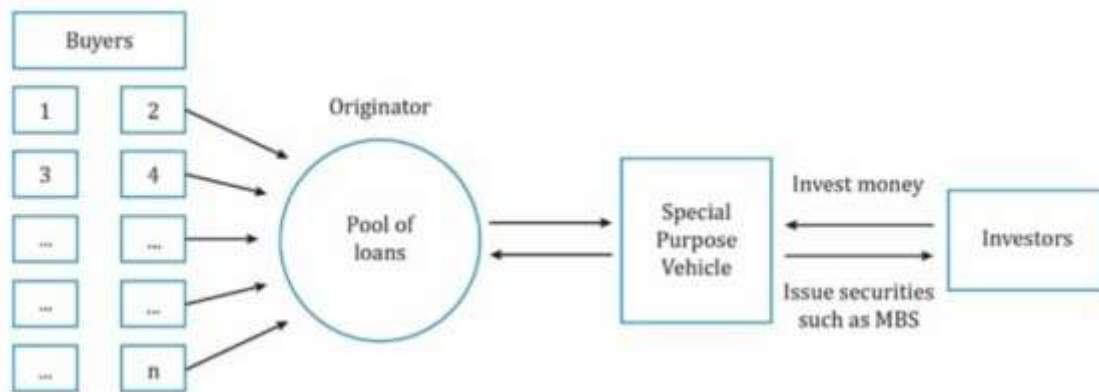 Buyers
1
2
3
4
...
...
...
...
...
n
Originator
Pool of
loans
Special
Purpose
Vehicle
Invest money
Issue securities
such as MBS
Investors